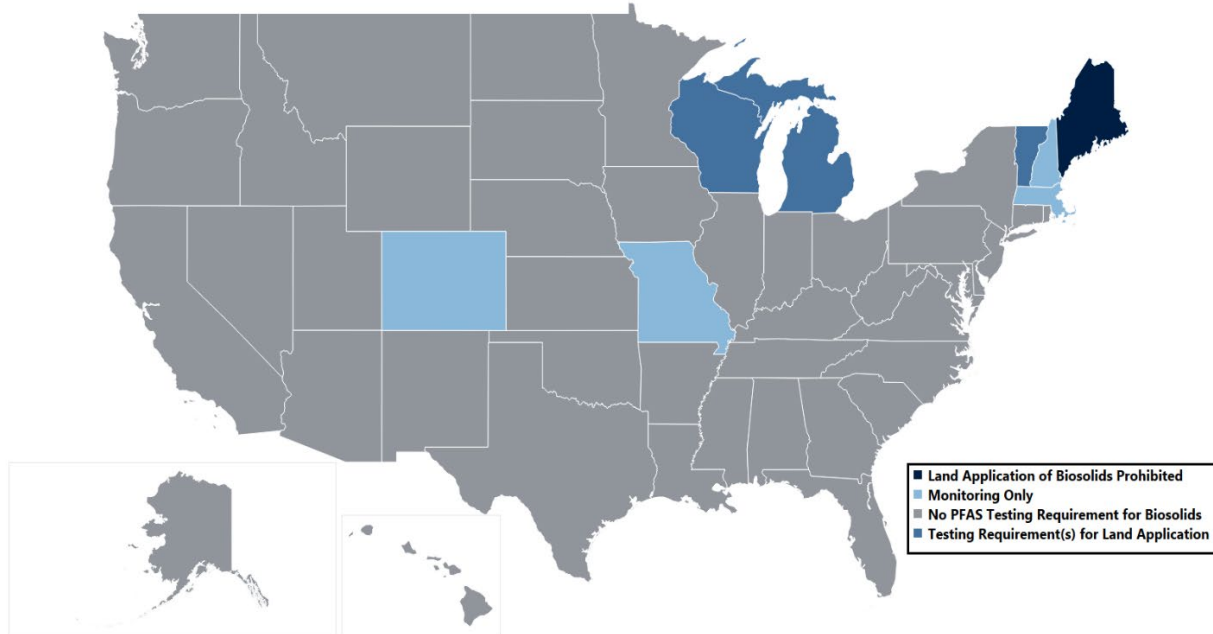 Land Application of Biosolids Prohibited
Monitoring Only
No PFAS Testing Requirement for Biosolids
Testing Requirement(s) for Land Application